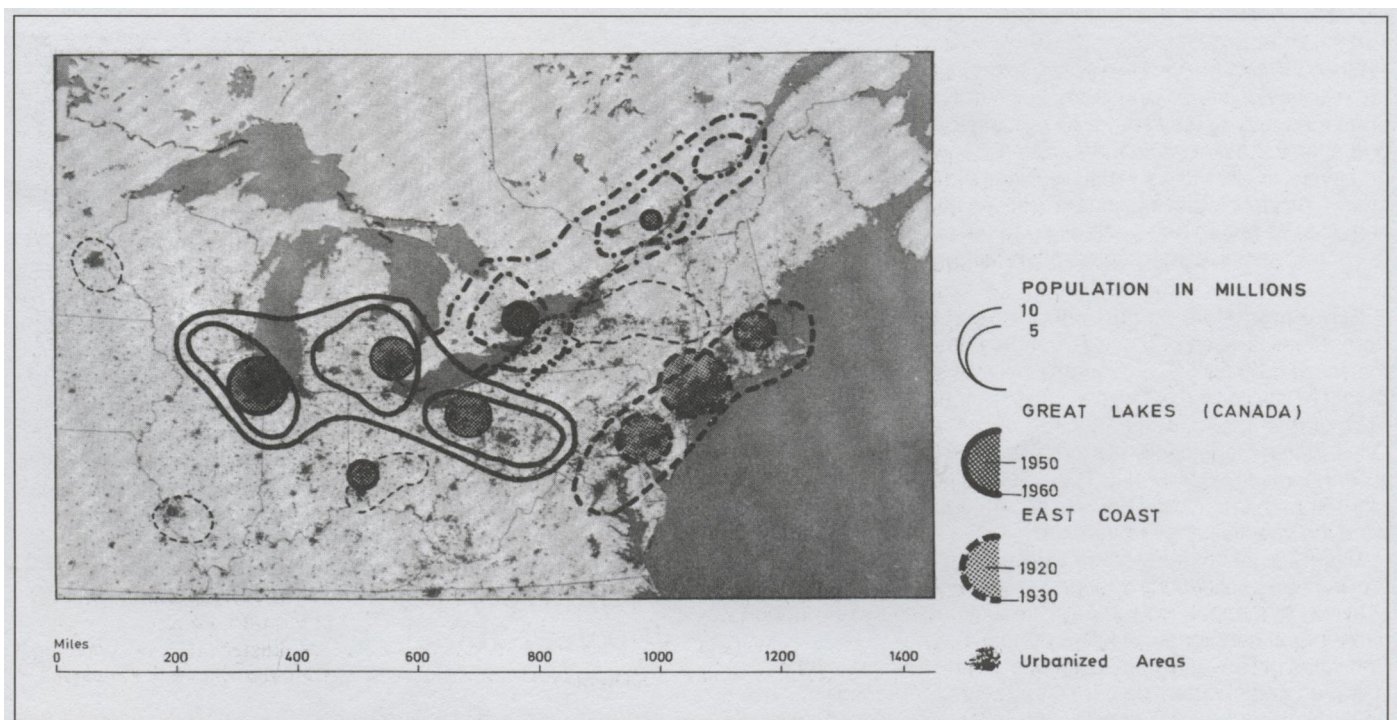 POPULATION IN MILLIONS
10
5
GREAT LAKES (CANADA)
1950
1960
EAST COAST
1920
1930
Urbanized Areas
Miles
0 200 400 600 800 1000 1200 1400